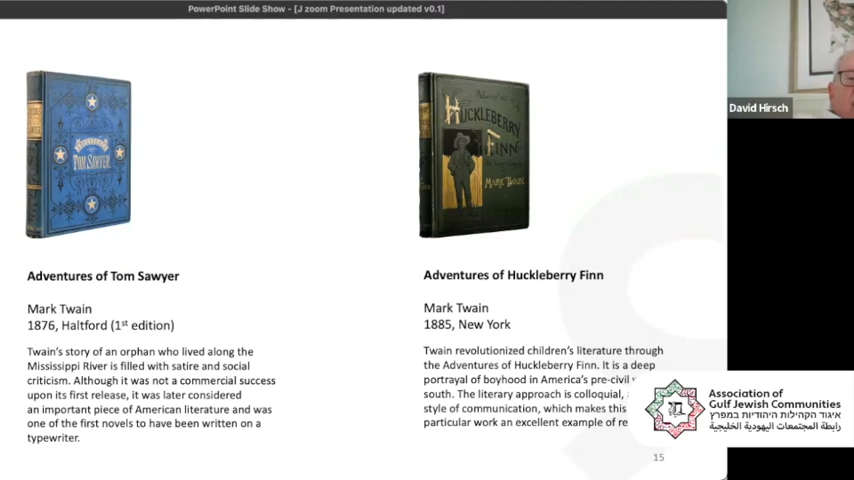 PowerPoint Slide Show - [J zoom Presentation updated v0.1]
David Hirsch
TOM SAWYER
HUCKLEBERRY
FINN
MARK TWAIN
Adventures of Tom Sawyer
Mark Twain
1876, Haltford (1st edition)
Twain's story of an orphan who lived along the
Mississippi River is filled with satire and social
criticism. Although it was not a commercial success
upon its first release, it was later considered
an important piece of American literature and was
one of the first novels to have been written on a
typewriter.
Adventures of Huckleberry Finn
Mark Twain
1885, New York
Twain revolutionized children's literature through
the Adventures of Huckleberry Finn. It is a deep
portrayal of boyhood in America's pre-civil
south. The literary approach is colloquial,
style of communication, which makes this
particular work an excellent example of re
Association of
Gulf Jewish Communities
איגוד הקהילות היהודיות במפרץ
رابطة المجتمعات اليهودية الخليجية
15